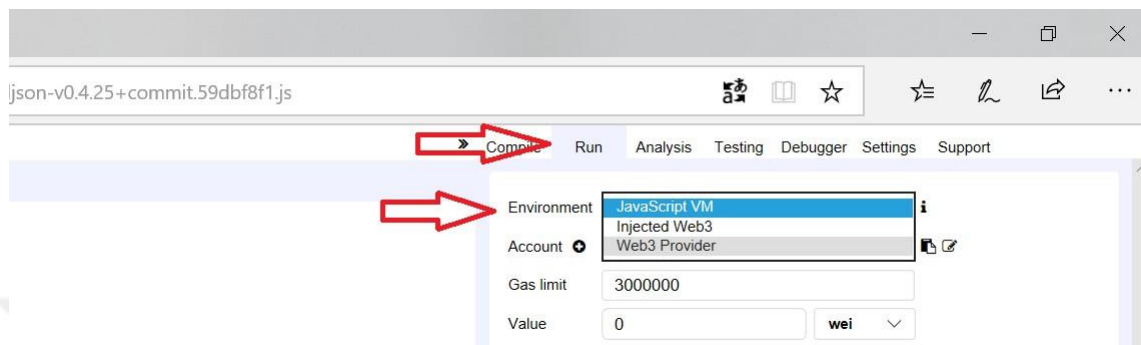 json-v0.4.25+commit.59dbf8f1.js
» Compile Run Analysis Testing Debugger Settings Support
Environment JavaScript VM
Injected Web3
Account Web3 Provider
Gas limit 3000000
Value 0 wei